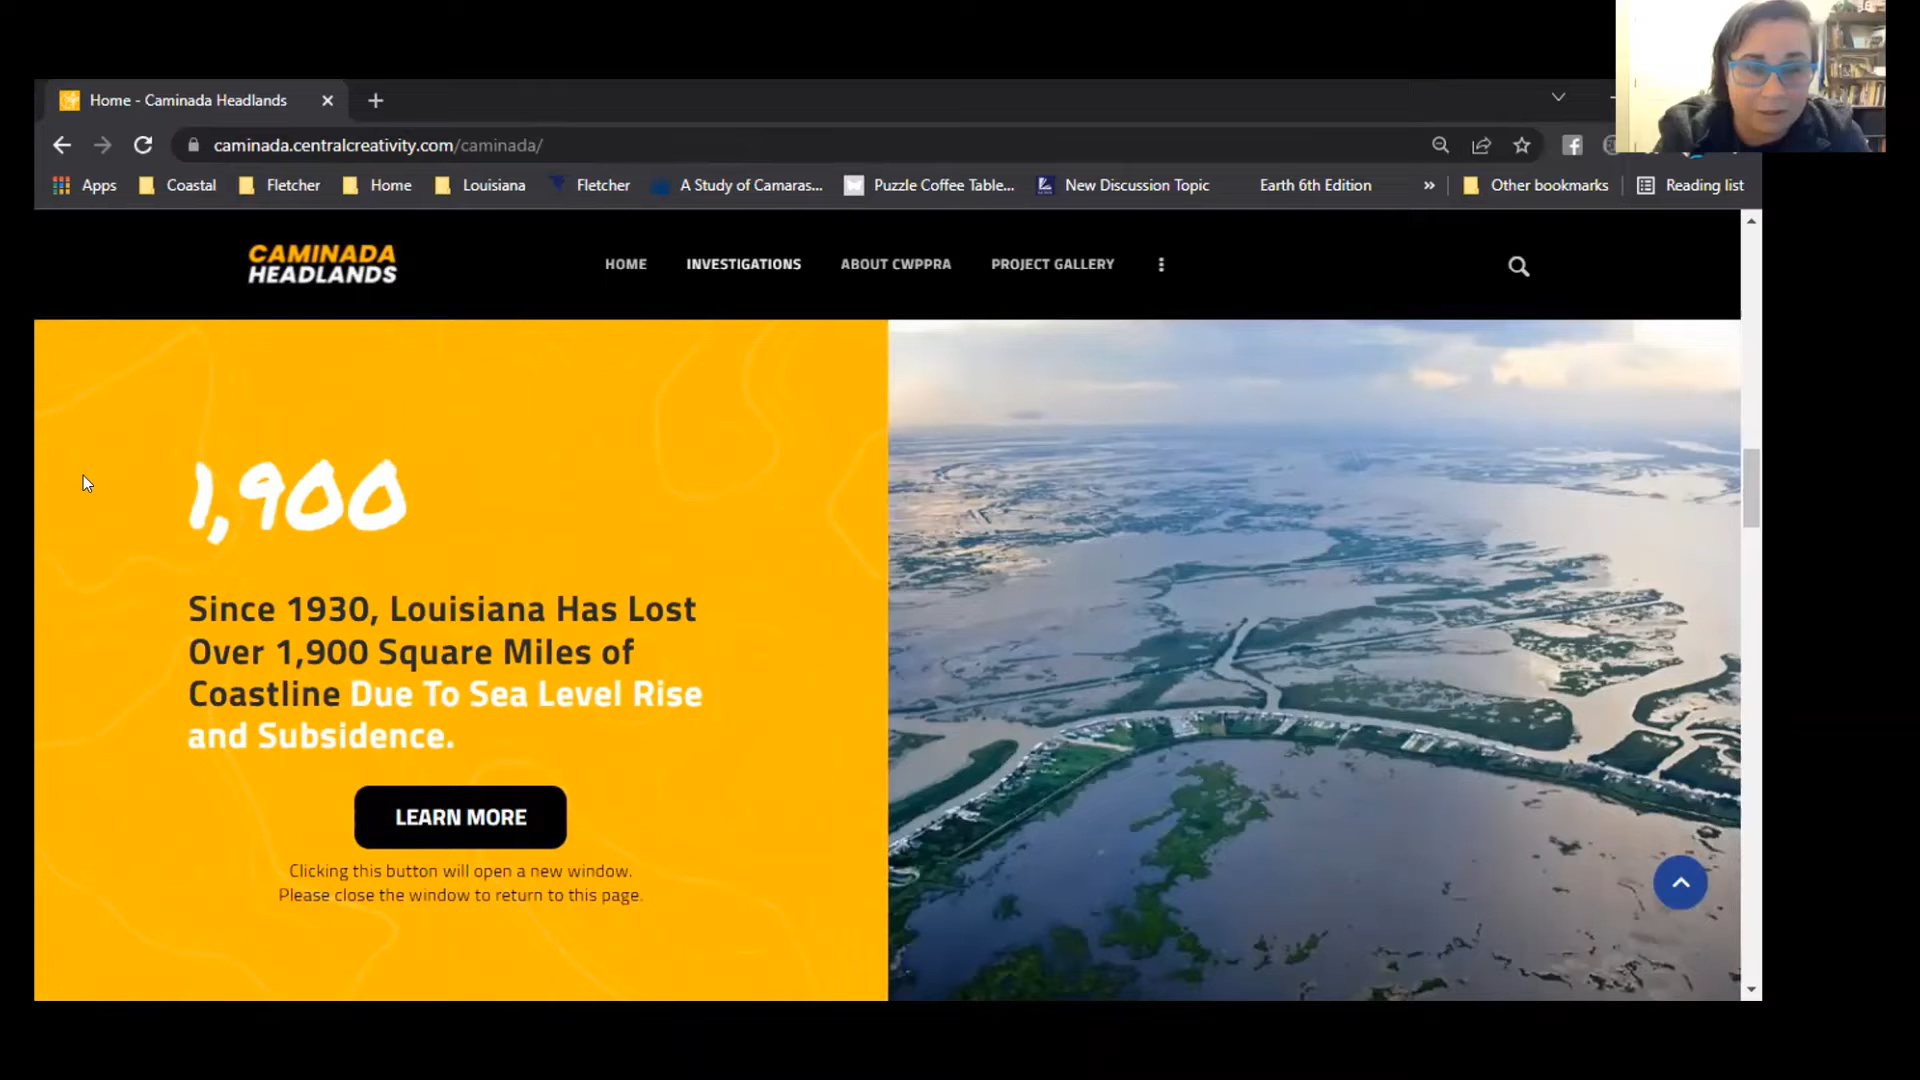 Home - Caminada Headlands
caminada.centralcreativity.com/caminada/
Apps Coastal Fletcher Home Louisiana Fletcher A Study of Camaras... Puzzle Coffee Table... New Discussion Topic Earth 6th Edition » Other bookmarks Reading list
CAMINADA
HEADLANDS
HOME INVESTIGATIONS ABOUT CWPPRA PROJECT GALLERY
1,900
Since 1930, Louisiana Has Lost
Over 1,900 Square Miles of
Coastline Due To Sea Level Rise
and Subsidence.
LEARN MORE
Clicking this button will open a new window.
Please close the window to return to this page.